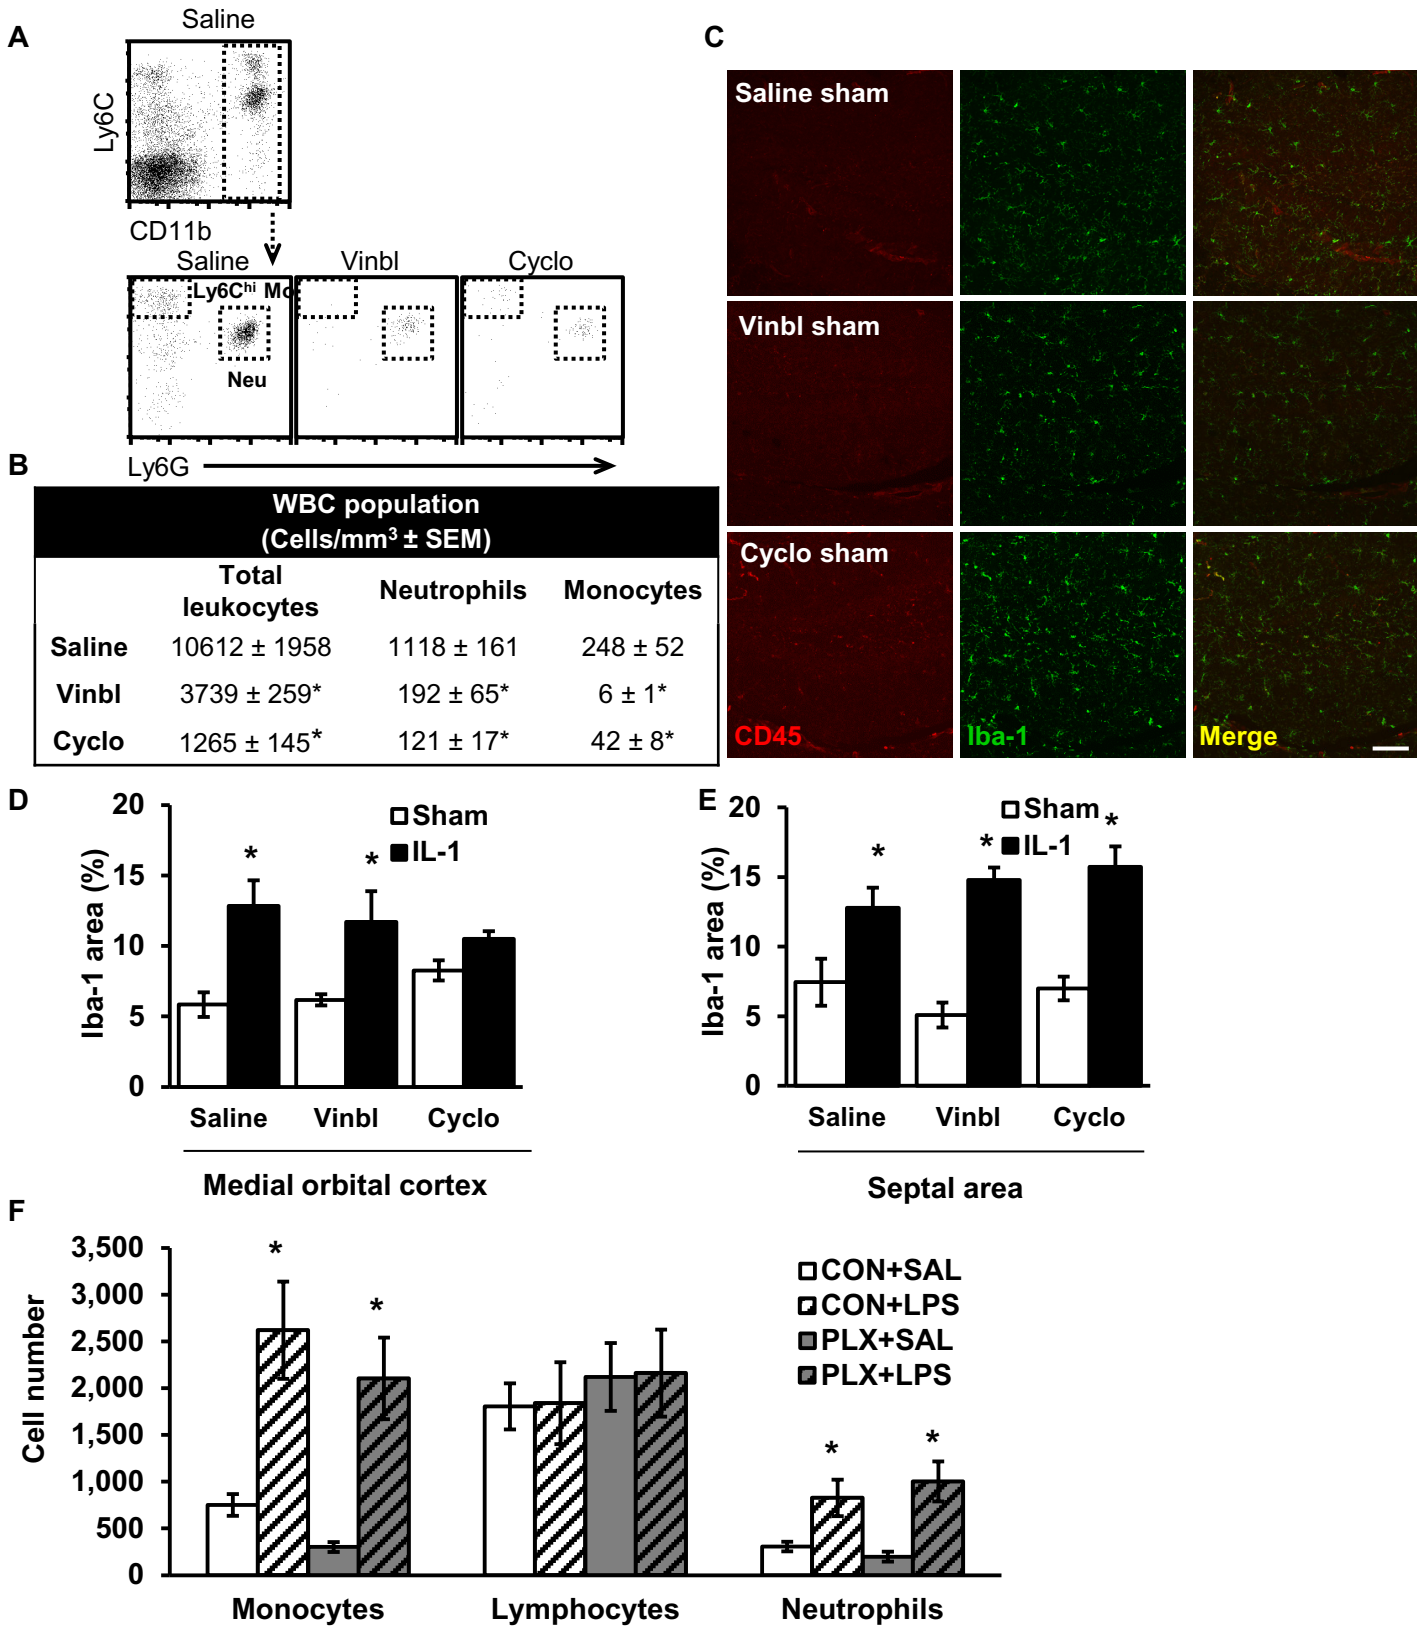 A
Saline
Ly6C
CD11b
Saline
Vinbl
Cyclo
Ly6Chi Mo
Neu
Ly6G
B
WBC population
(Cells/mm3 ± SEM)
Total leukocytes Neutrophils Monocytes
Saline 10612 ± 1958 1118 ± 161 248 ± 52
Vinbl 3739 ± 259* 192 ± 65* 6 ± 1*
Cyclo 1265 ± 145* 121 ± 17* 42 ± 8*
C
Saline sham
Vinbl sham
Cyclo sham
CD45
Iba-1
Merge
D
Iba-1 area (%)
20
15
10
5
0
Sham
IL-1
* *
Saline Vinbl Cyclo
Medial orbital cortex
E
Iba-1 area (%)
20
15
10
5
0
Sham
IL-1
* * *
Saline Vinbl Cyclo
Septal area
F
Cell number
3,500
3,000
2,500
2,000
1,500
1,000
500
0
* * * *
CON+SAL
CON+LPS
PLX+SAL
PLX+LPS
Monocytes Lymphocytes Neutrophils